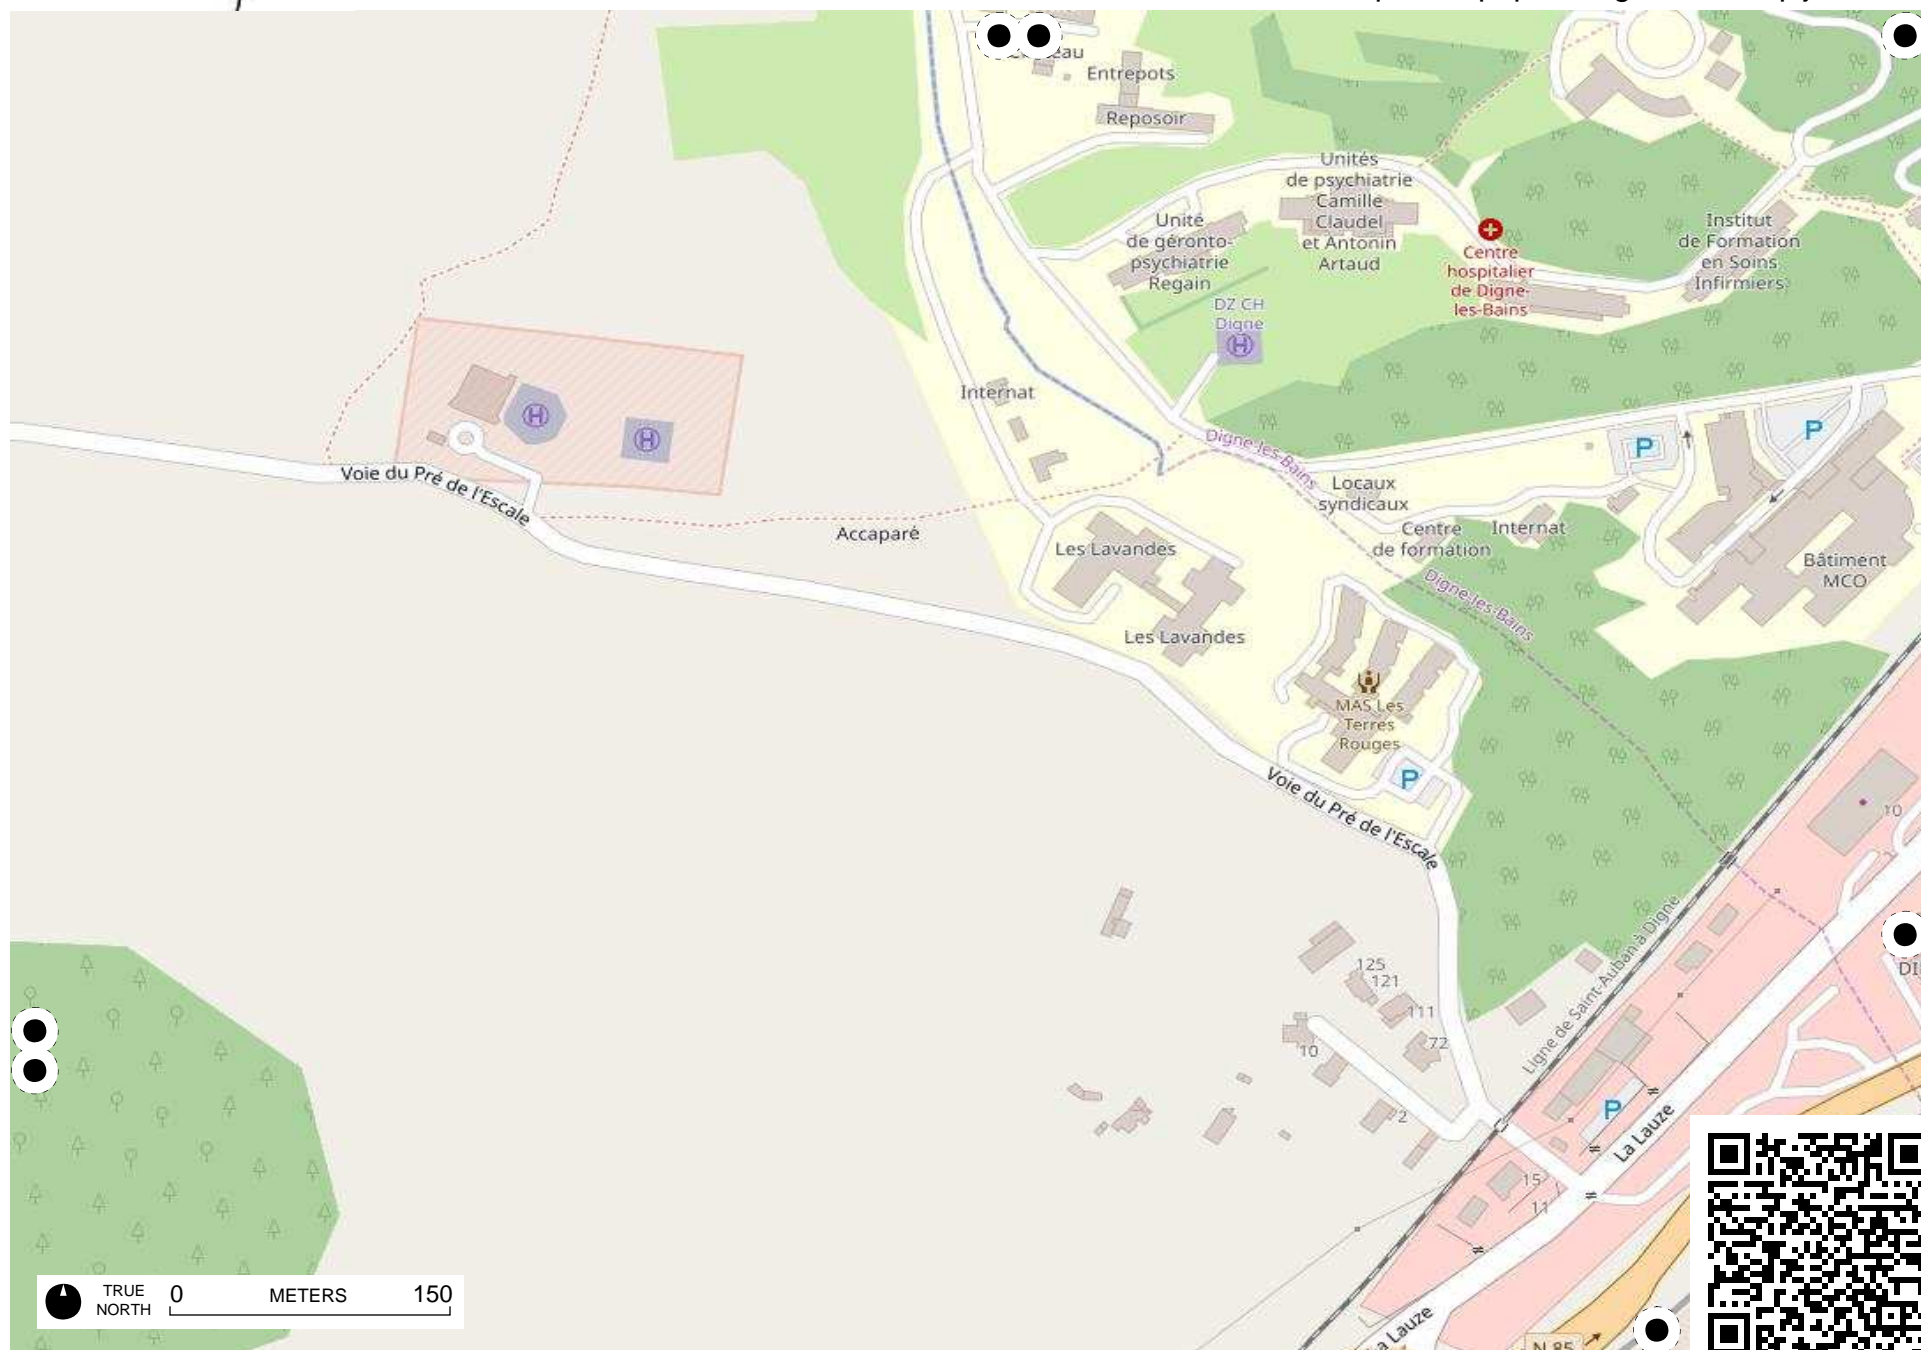 Entrepots
Reposoir
Unités
de psychiatrie
Camille
Claudel
et Antonin
Artaud
Unité
de géronto-
psychiatrie
Regain
Centre
hospitalier
de Digne-
les-Bains
Institut
de Formation
en Soins
Infirmiers
DZ CH
Digne
H
Internat
H
H
Digne-les-Bains
P
P
Voie du Pré de l'Escale
Locaux
syndicaux
Accaparé
Centre
de formation
Internat
Les Lavandes
Bâtiment
MCO
Digne-les-Bains
Les Lavandes
MAS Les
Terres
Rouges
P
Voie du Pré de l'Escale
10
Ligne de Saint-Auban à Digne
125
121
111
72
10
2
P
La Lauze
15
11
TRUE
NORTH
0 METERS 150
La Lauze
N 85